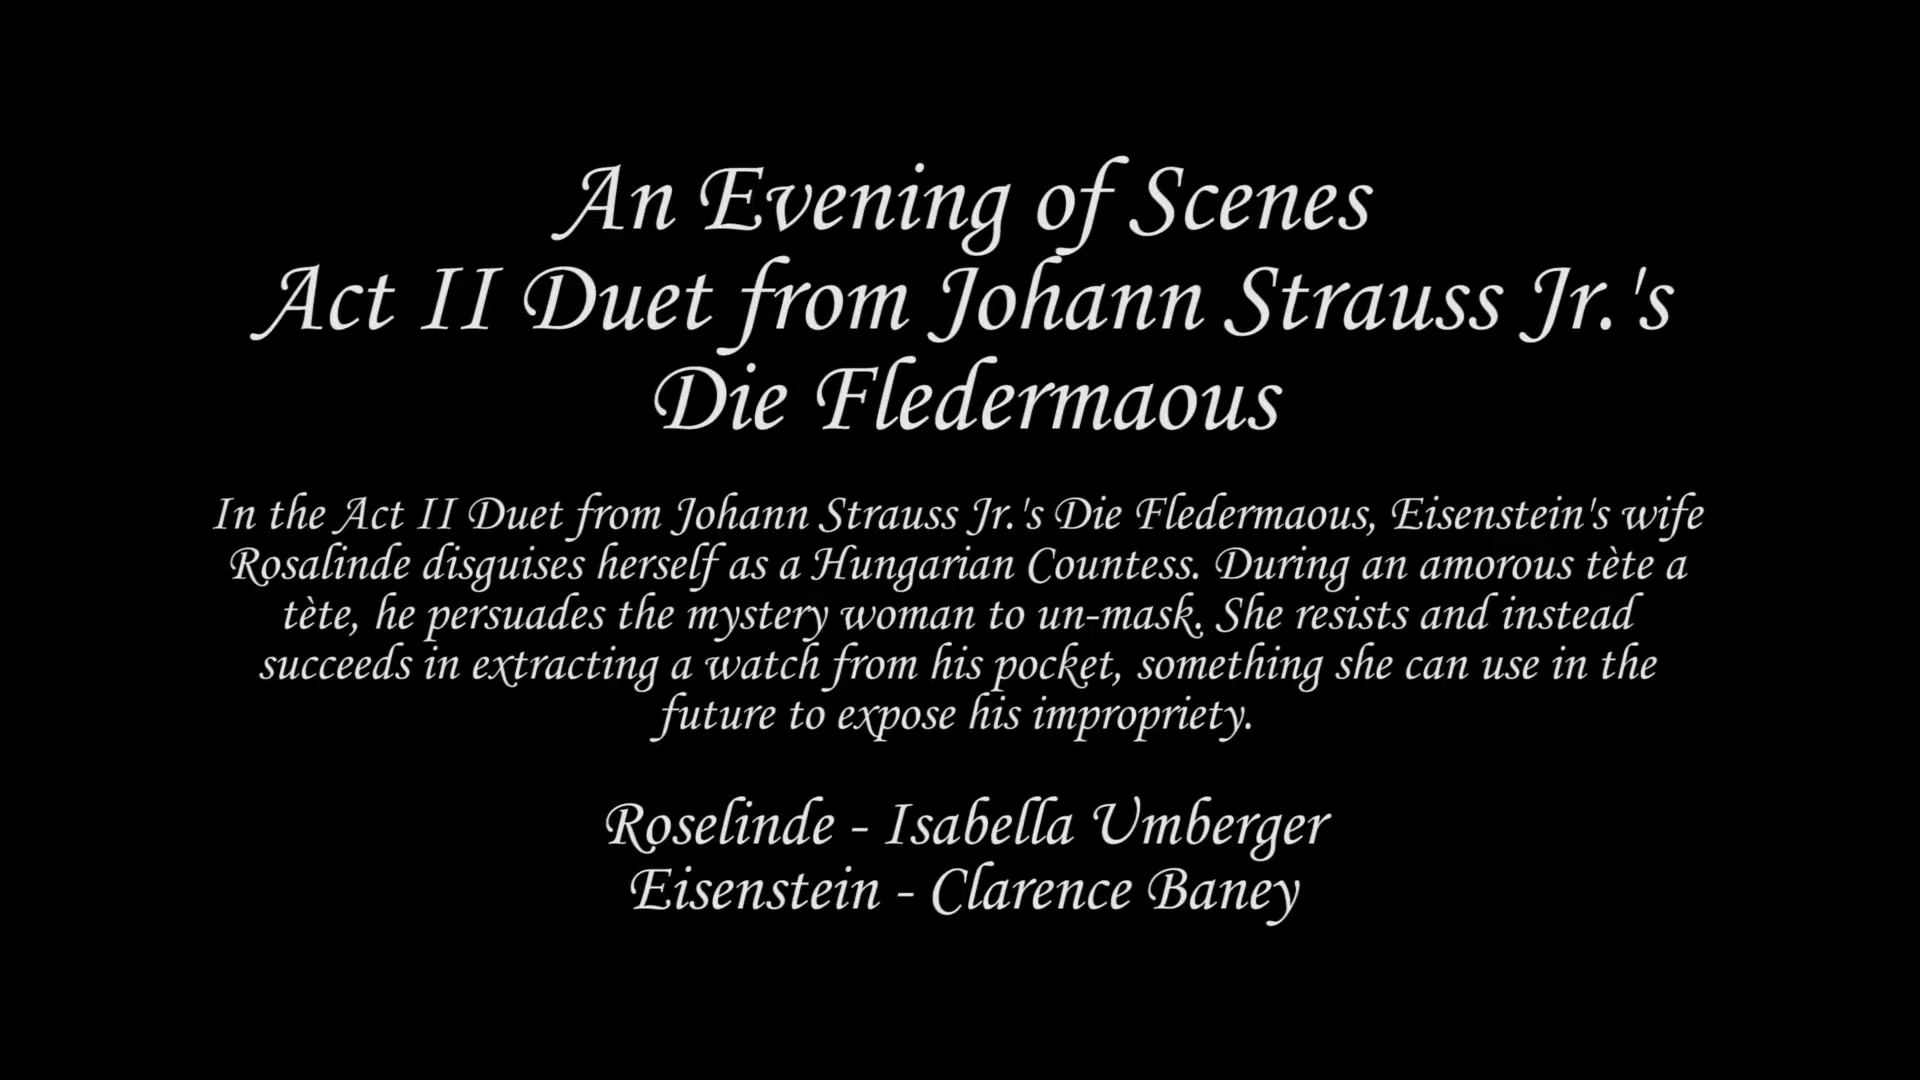 An Evening of Scenes
Act II Duet from Johann Strauss Jr.'s
Die Fledermaous
In the Act II Duet from Johann Strauss Jr.'s Die Fledermaous, Eisenstein's wife
Rosalinde disguises herself as a Hungarian Countess. During an amorous tète a
tète, he persuades the mystery woman to un-mask. She resists and instead
succeeds in extracting a watch from his pocket, something she can use in the
future to expose his impropriety.
Roselinde - Isabella Umberger
Eisenstein - Clarence Baney